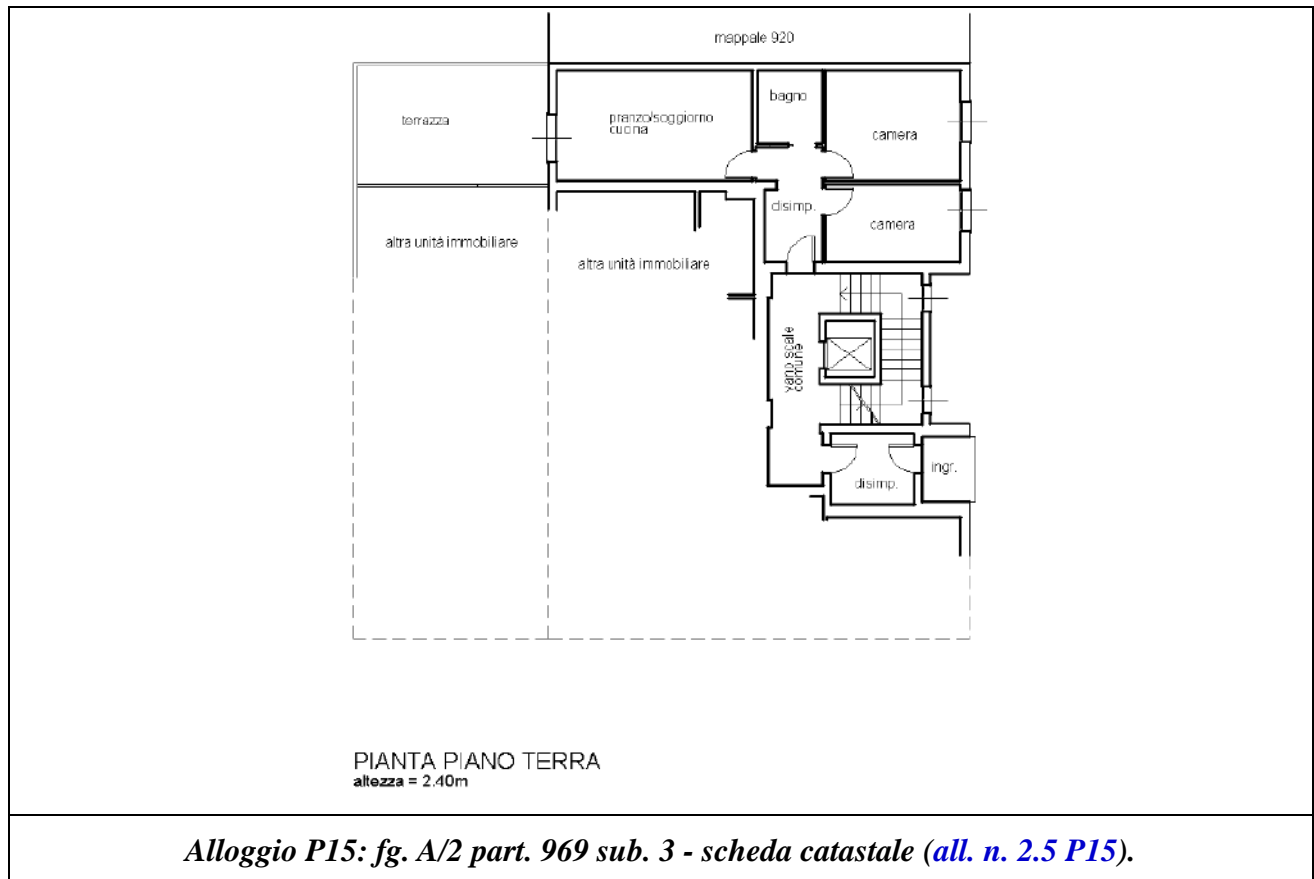 mappale 920
terrazza
pranzo/soggiorno
cucina
bagno
camera
disimp.
camera
altra unità immobiliare
altra unità immobiliare
vano scale
comune
ingr.
disimp.
PIANTA PIANO TERRA
altezza = 2.40m
Alloggio P15: fg. A/2 part. 969 sub. 3 - scheda catastale (all. n. 2.5 P15).